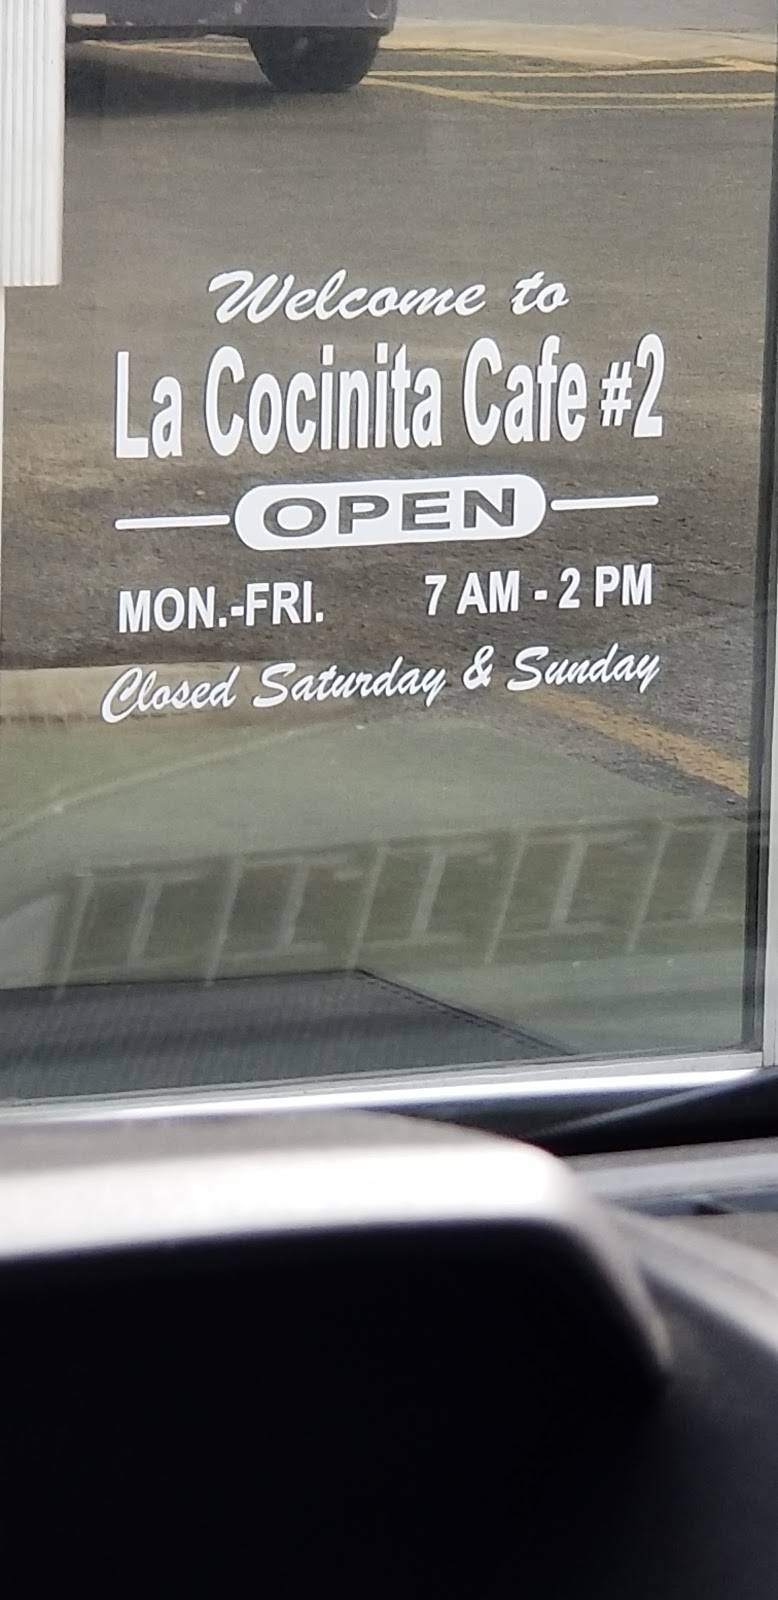 Welcome to
La Cocinita Cafe #2
OPEN
MON.-FRI. 7 AM - 2 PM
Closed Saturday & Sunday